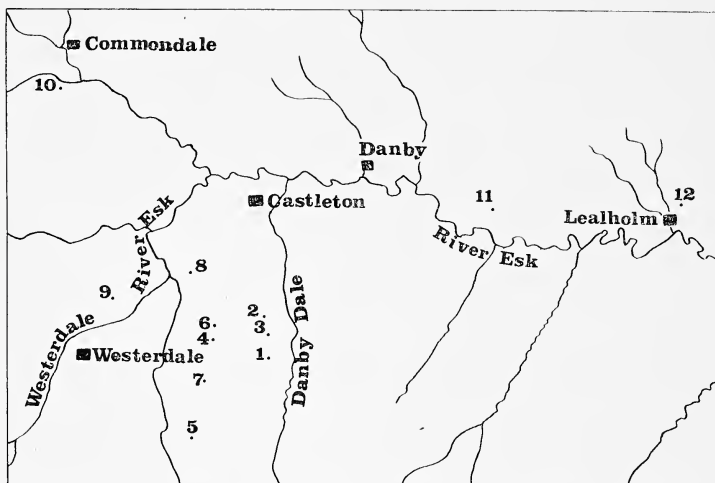 Commondale
10
Danby
11
12
Castleton
Lealholm
River Esk
River Esk
8
9
Westerdale
2
6
3
4
Danby Dale
Westerdale
1
7
5